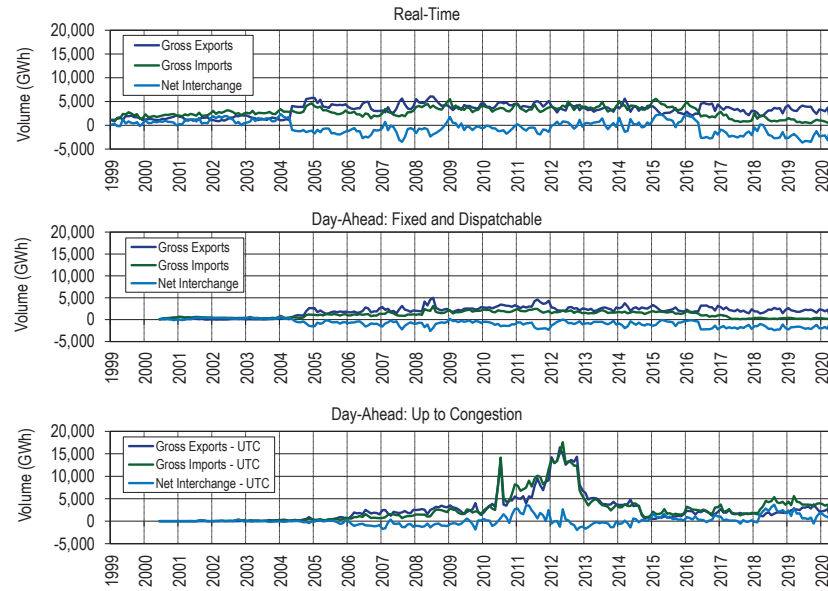 Real-Time
Volume (GWh)
20,000
15,000
10,000
5,000
0
-5,000
Gross Exports
Gross Imports
Net Interchange
1999 2000 2001 2002 2003 2004 2005 2006 2007 2008 2009 2010 2011 2012 2013 2014 2015 2016 2017 2018 2019 2020
Day-Ahead: Fixed and Dispatchable
Volume (GWh)
20,000
15,000
10,000
5,000
0
-5,000
Gross Exports
Gross Imports
Net Interchange
1999 2000 2001 2002 2003 2004 2005 2006 2007 2008 2009 2010 2011 2012 2013 2014 2015 2016 2017 2018 2019 2020
Day-Ahead: Up to Congestion
Volume (GWh)
20,000
15,000
10,000
5,000
0
-5,000
Gross Exports - UTC
Gross Imports - UTC
Net Interchange - UTC
1999 2000 2001 2002 2003 2004 2005 2006 2007 2008 2009 2010 2011 2012 2013 2014 2015 2016 2017 2018 2019 2020